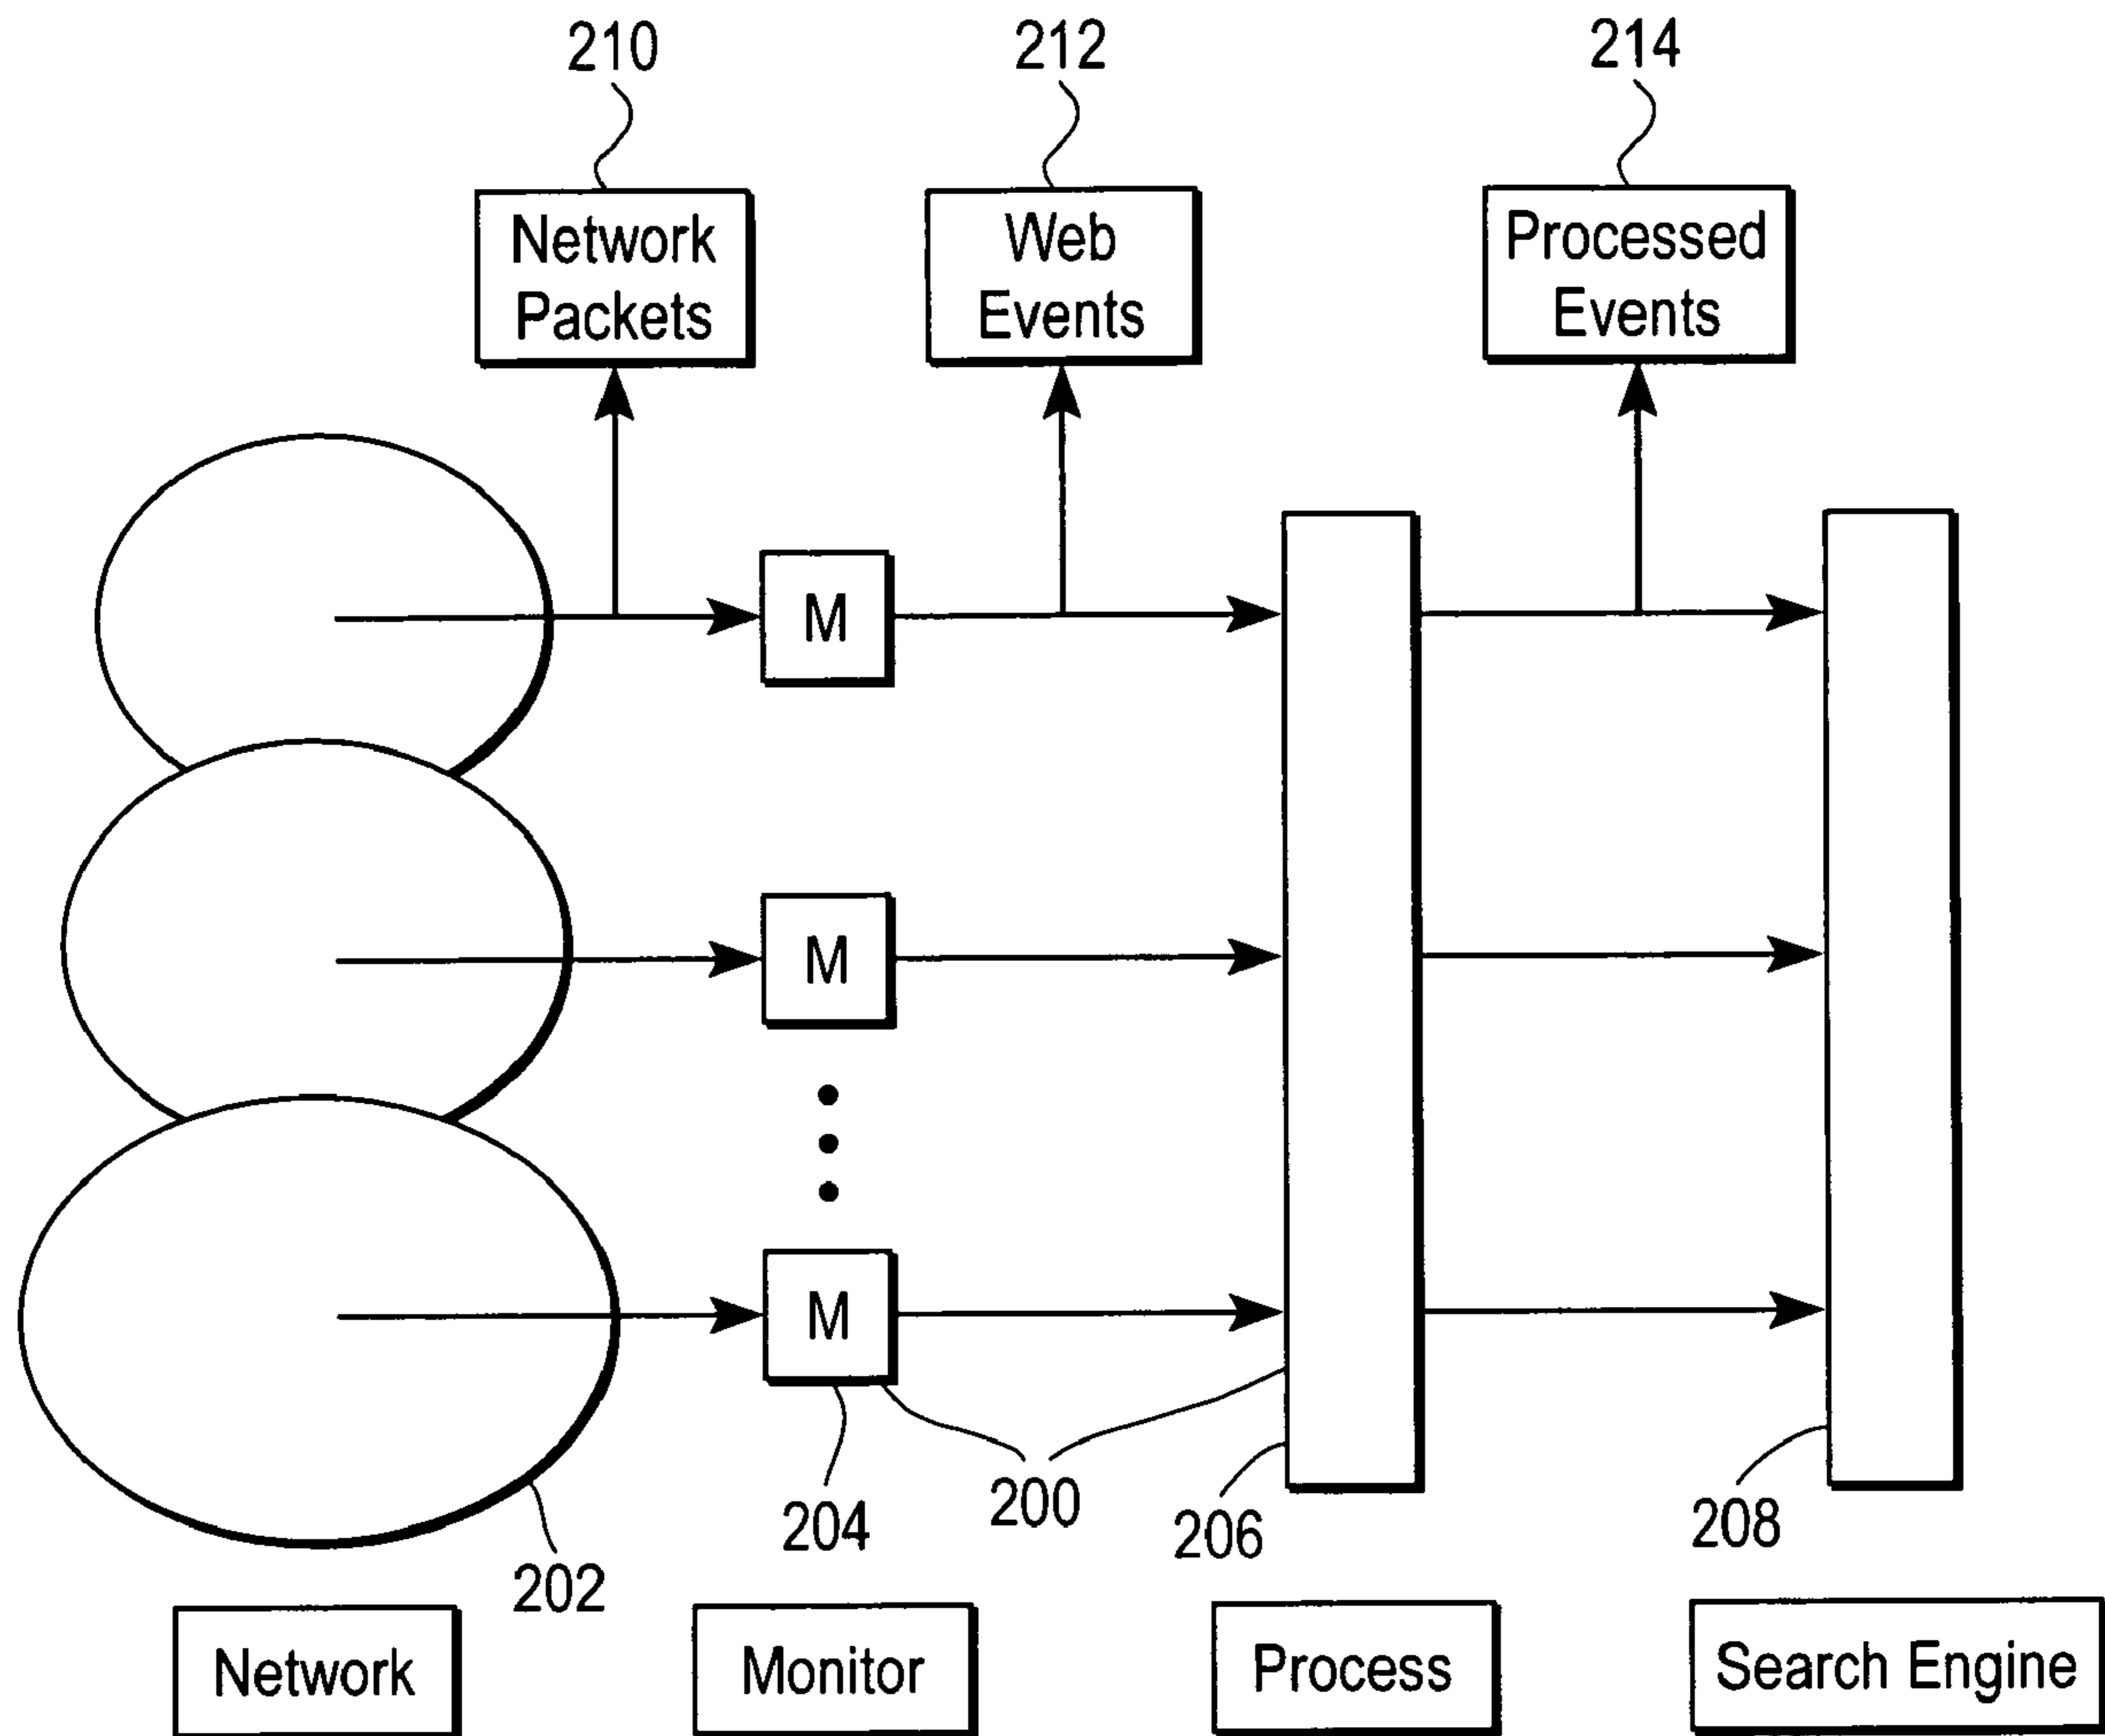 210
212
214
Network
Packets
Web
Events
Processed
Events
M
M
M
204
200
206
208
202
Network
Monitor
Process
Search Engine